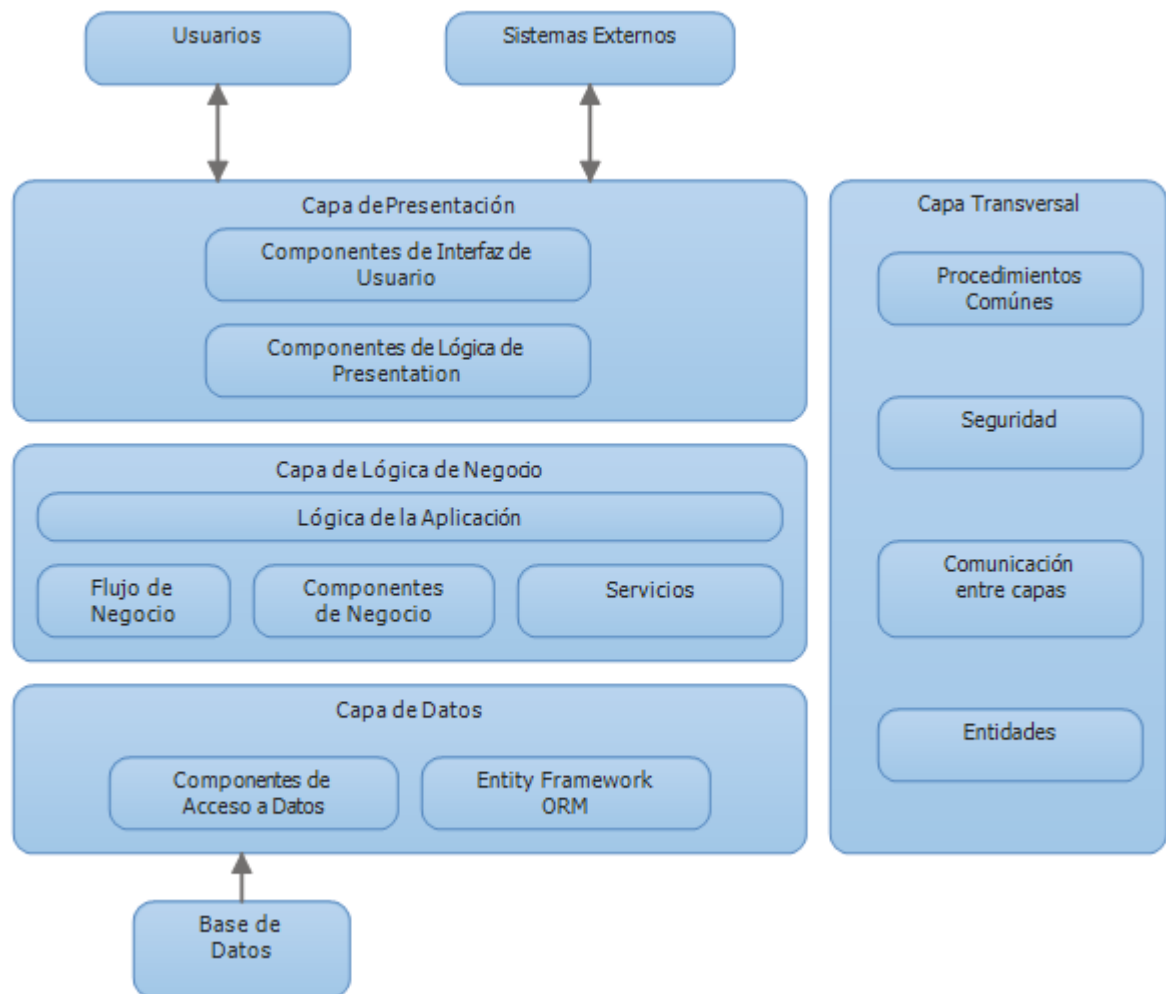 Usuarios
Sistemas Externos
Capa de Presentación
Componentes de Interfaz de
Usuario
Componentes de Lógica de
Presentation
Capa de Lógica de Negocio
Lógica de la Aplicación
Flujo de
Negocio
Componentes
de Negocio
Servicios
Capa de Datos
Componentes de
Acceso a Datos
Entity Framework
ORM
Base de
Datos
Capa Transversal
Procedimientos
Comúnes
Seguridad
Comunicación
entre capas
Entidades